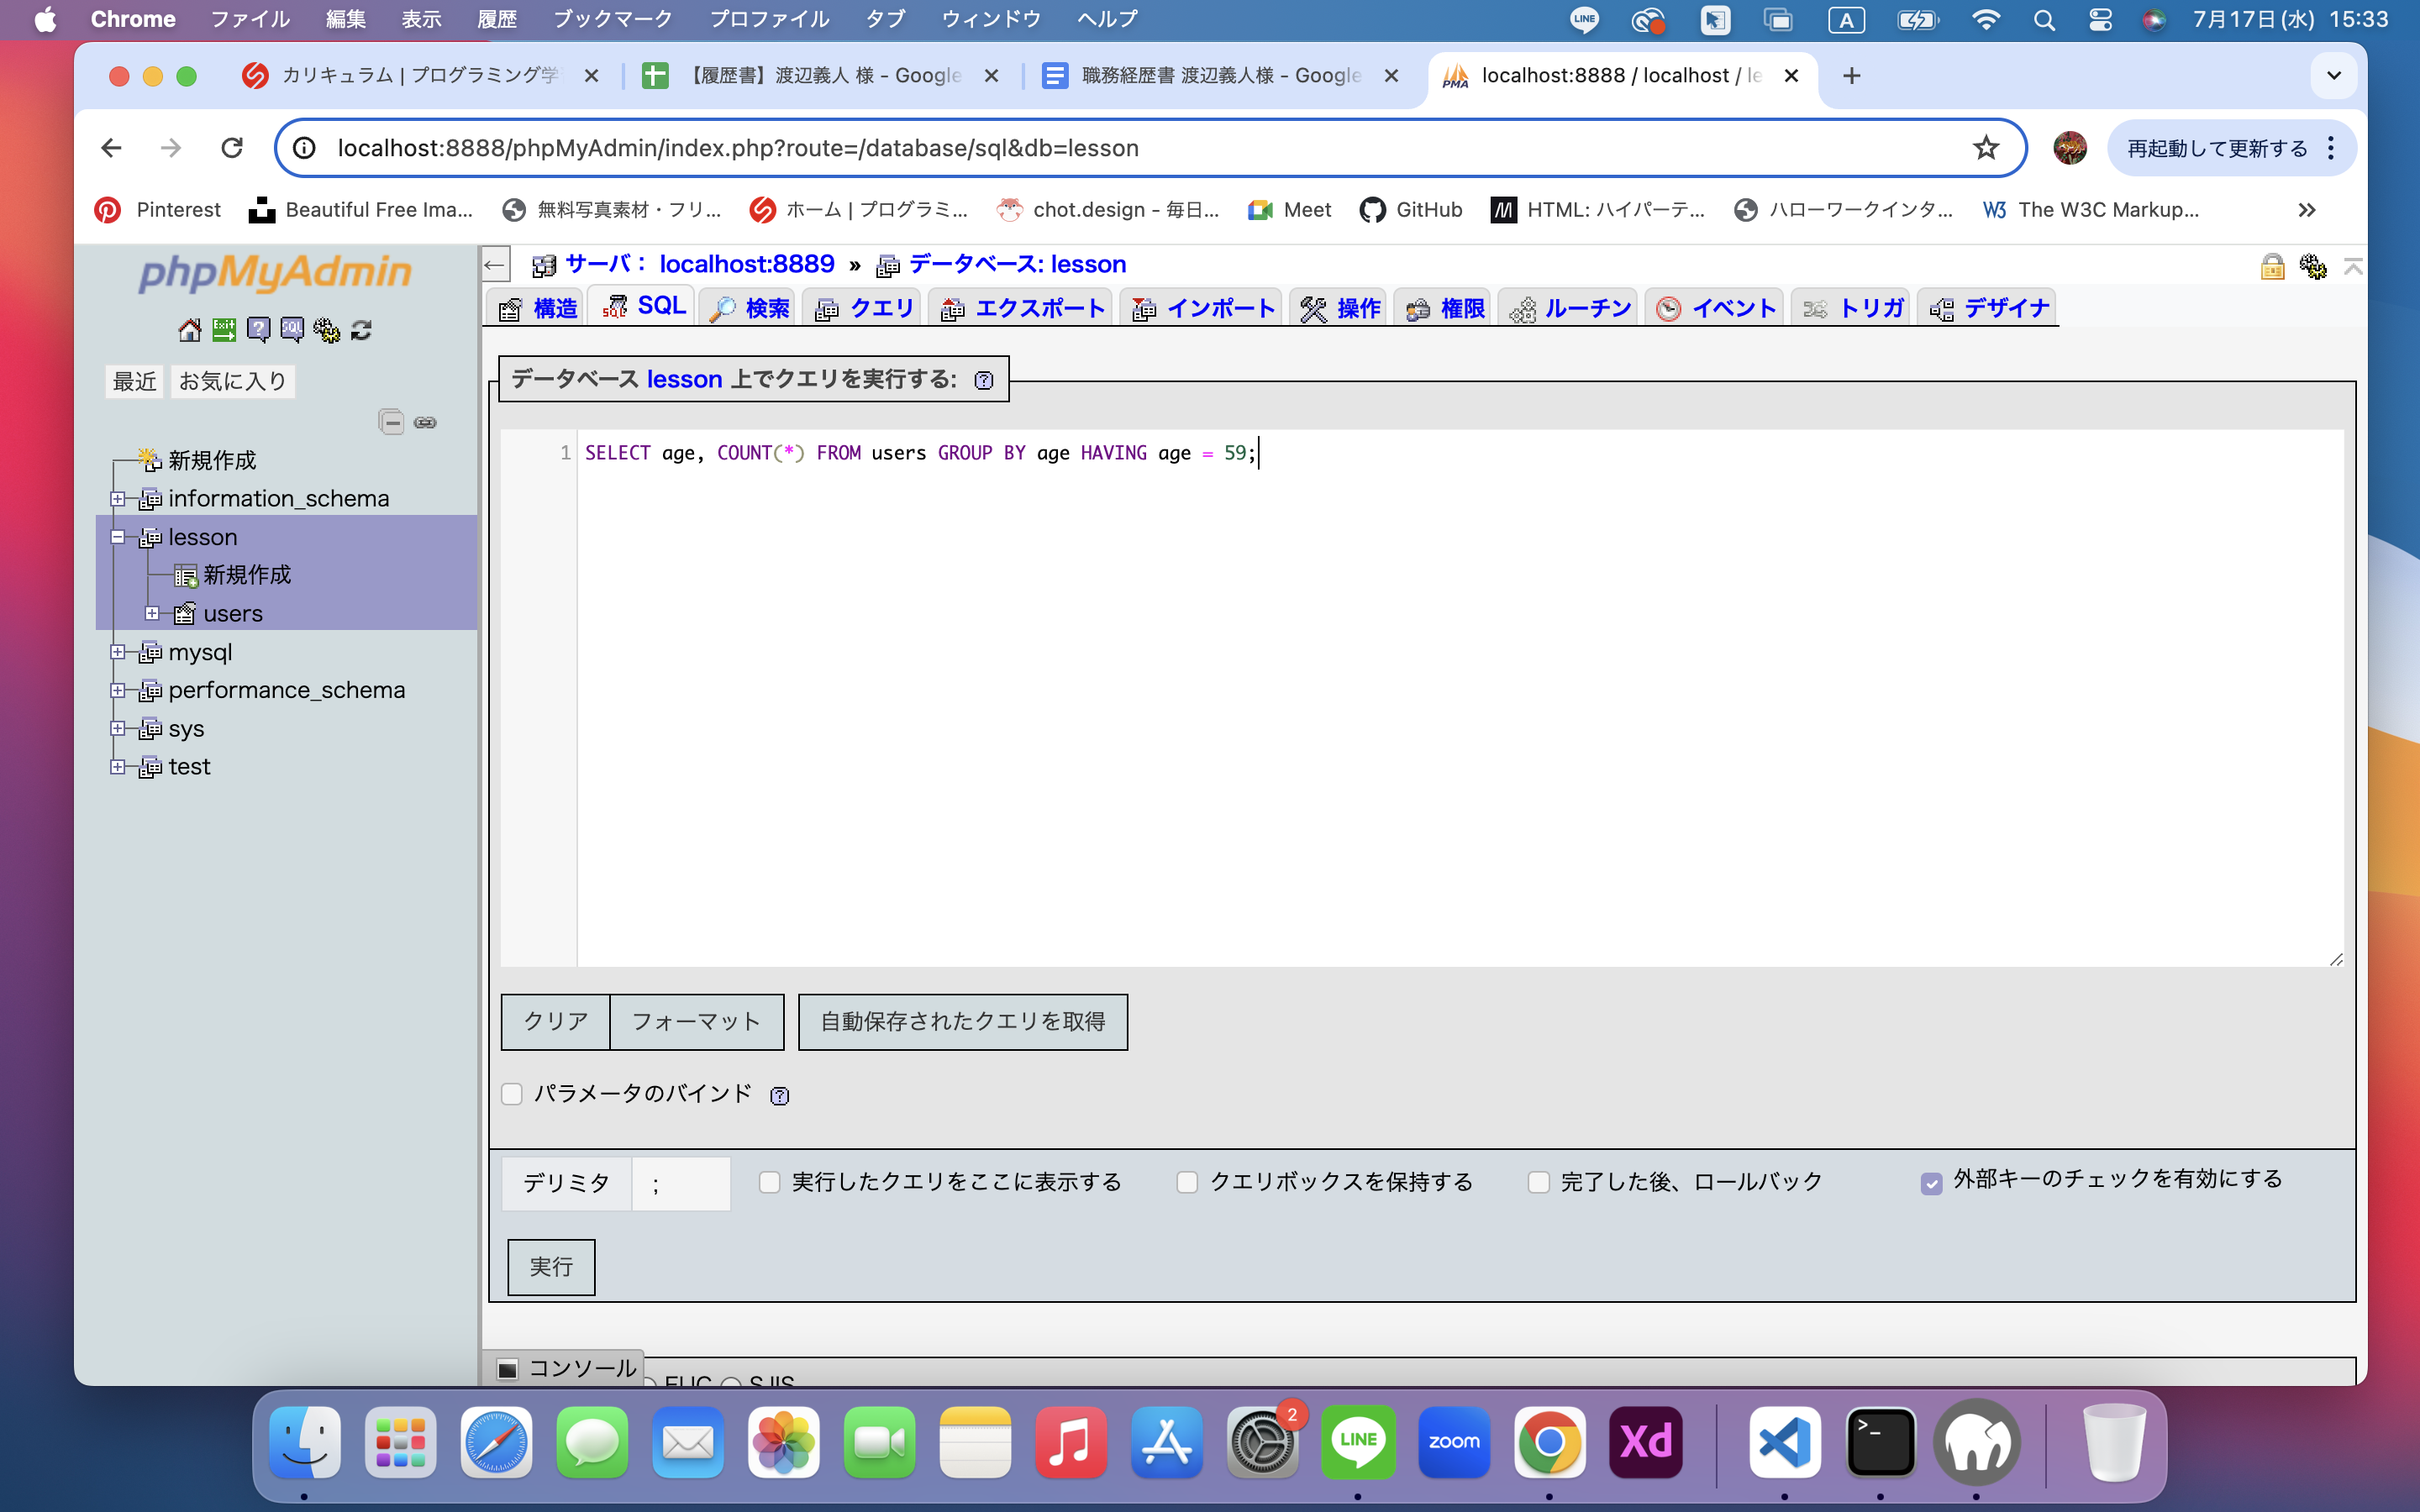 Chrome ファイル 編集 表示 履歴 ブックマーク プロファイル タブ ウィンドウ ヘルプ LINE A 7月17日(水) 15:33
カリキュラム | プログラミング学 【履歴書】渡辺義人 様 - Google 職務経歴書 渡辺義人様 - Google PMA localhost:8888 / localhost / le
localhost:8888/phpMyAdmin/index.php?route=/database/sql&db=lesson 再起動して更新する
Pinterest Beautiful Free Ima... 無料写真素材・フリ... ホーム | プログラミ... chot.design - 毎日... Meet GitHub HTML: ハイパーテ... ハローワークインタ... W3 The W3C Markup...
phpMyAdmin
最近 お気に入り
新規作成
information_schema
lesson
新規作成
users
mysql
performance_schema
sys
test
サーバ: localhost:8889 » データベース: lesson
構造 SQL 検索 クエリ エクスポート インポート 操作 権限 ルーチン イベント トリガ デザイナ
データベース lesson 上でクエリを実行する:
1 SELECT age, COUNT(*) FROM users GROUP BY age HAVING age = 59;
クリア フォーマット 自動保存されたクエリを取得
パラメータのバインド
デリミタ ; 実行したクエリをここに表示する クエリボックスを保持する 完了した後、ロールバック 外部キーのチェックを有効にする
実行
コンソール EUC SJIS
2 LINE zoom Xd